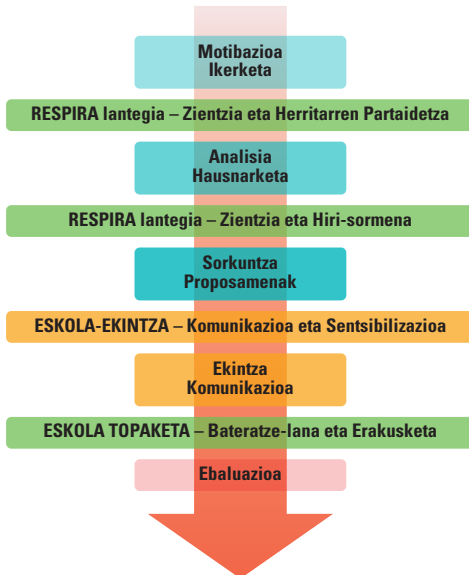 Motibazioa
Ikerketa
RESPIRA lantegia – Zientzia eta Herritarren Partaidetza
Analisia
Hausnarketa
RESPIRA lantegia – Zientzia eta Hiri-sormena
Sorkuntza
Proposamenak
ESKOLA-EKINTZA – Komunikazioa eta Sentsibilizazioa
Ekintza
Komunikazioa
ESKOLA TOPAKETA – Bateratze-lana eta Erakusketa
Ebaluazioa